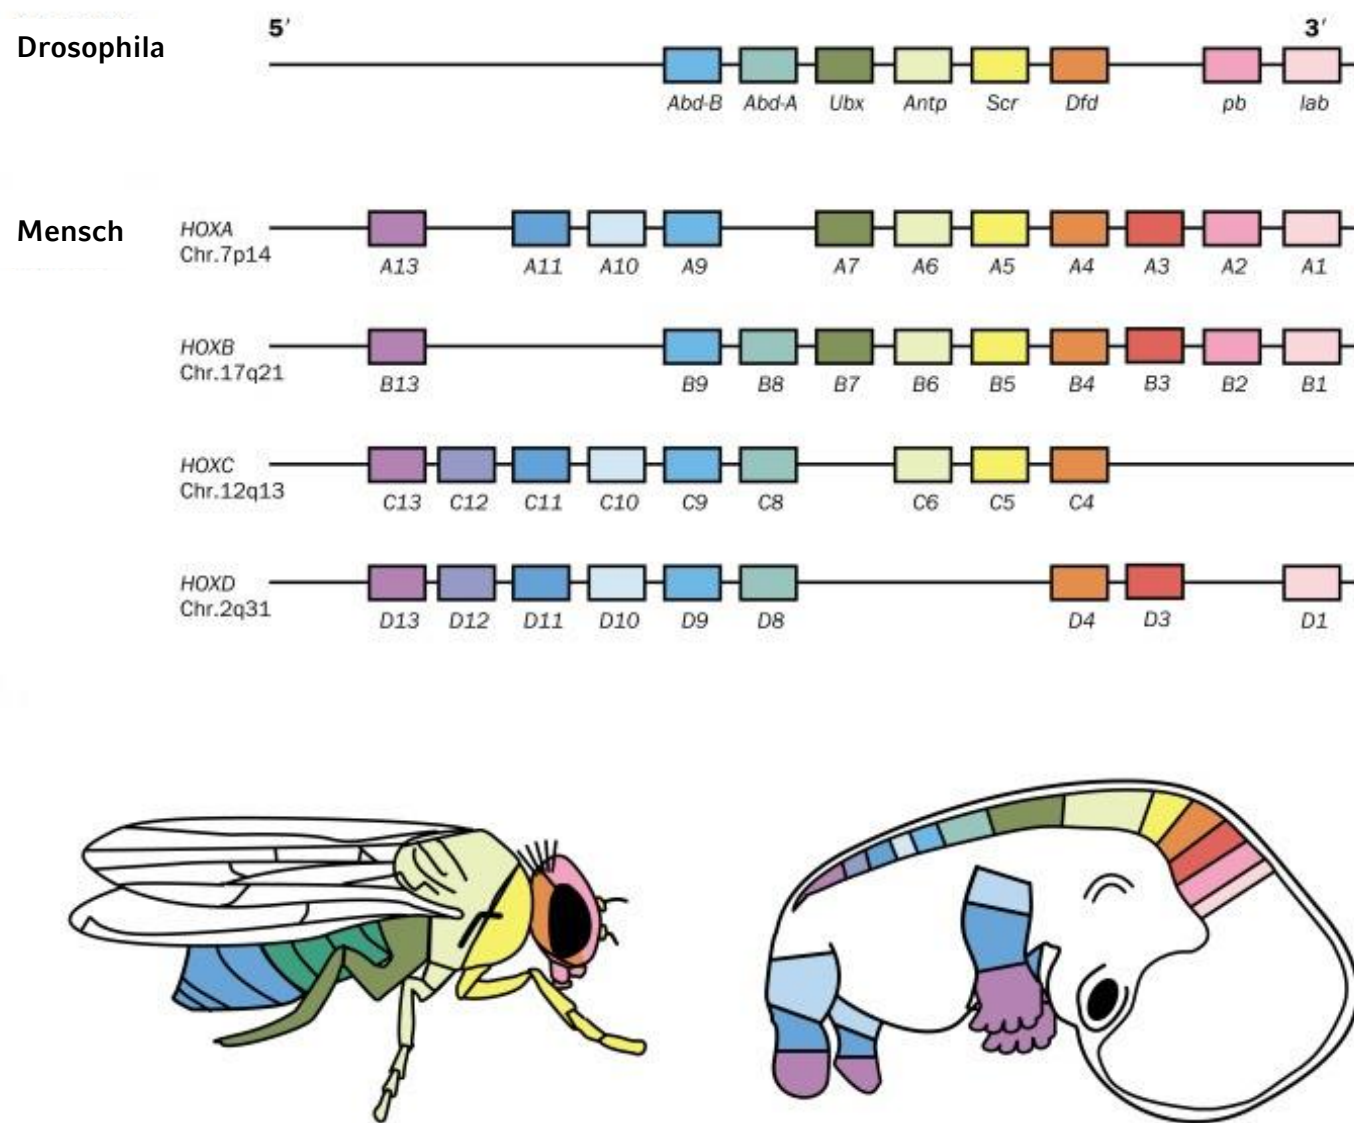 5′ 3′
Drosophila
Abd-B Abd-A Ubx Antp Scr Dfd pb lab
Mensch
HOXA
Chr.7p14
A13 A11 A10 A9 A7 A6 A5 A4 A3 A2 A1
HOXB
Chr.17q21
B13 B9 B8 B7 B6 B5 B4 B3 B2 B1
HOXC
Chr.12q13
C13 C12 C11 C10 C9 C8 C6 C5 C4
HOXD
Chr.2q31
D13 D12 D11 D10 D9 D8 D4 D3 D1